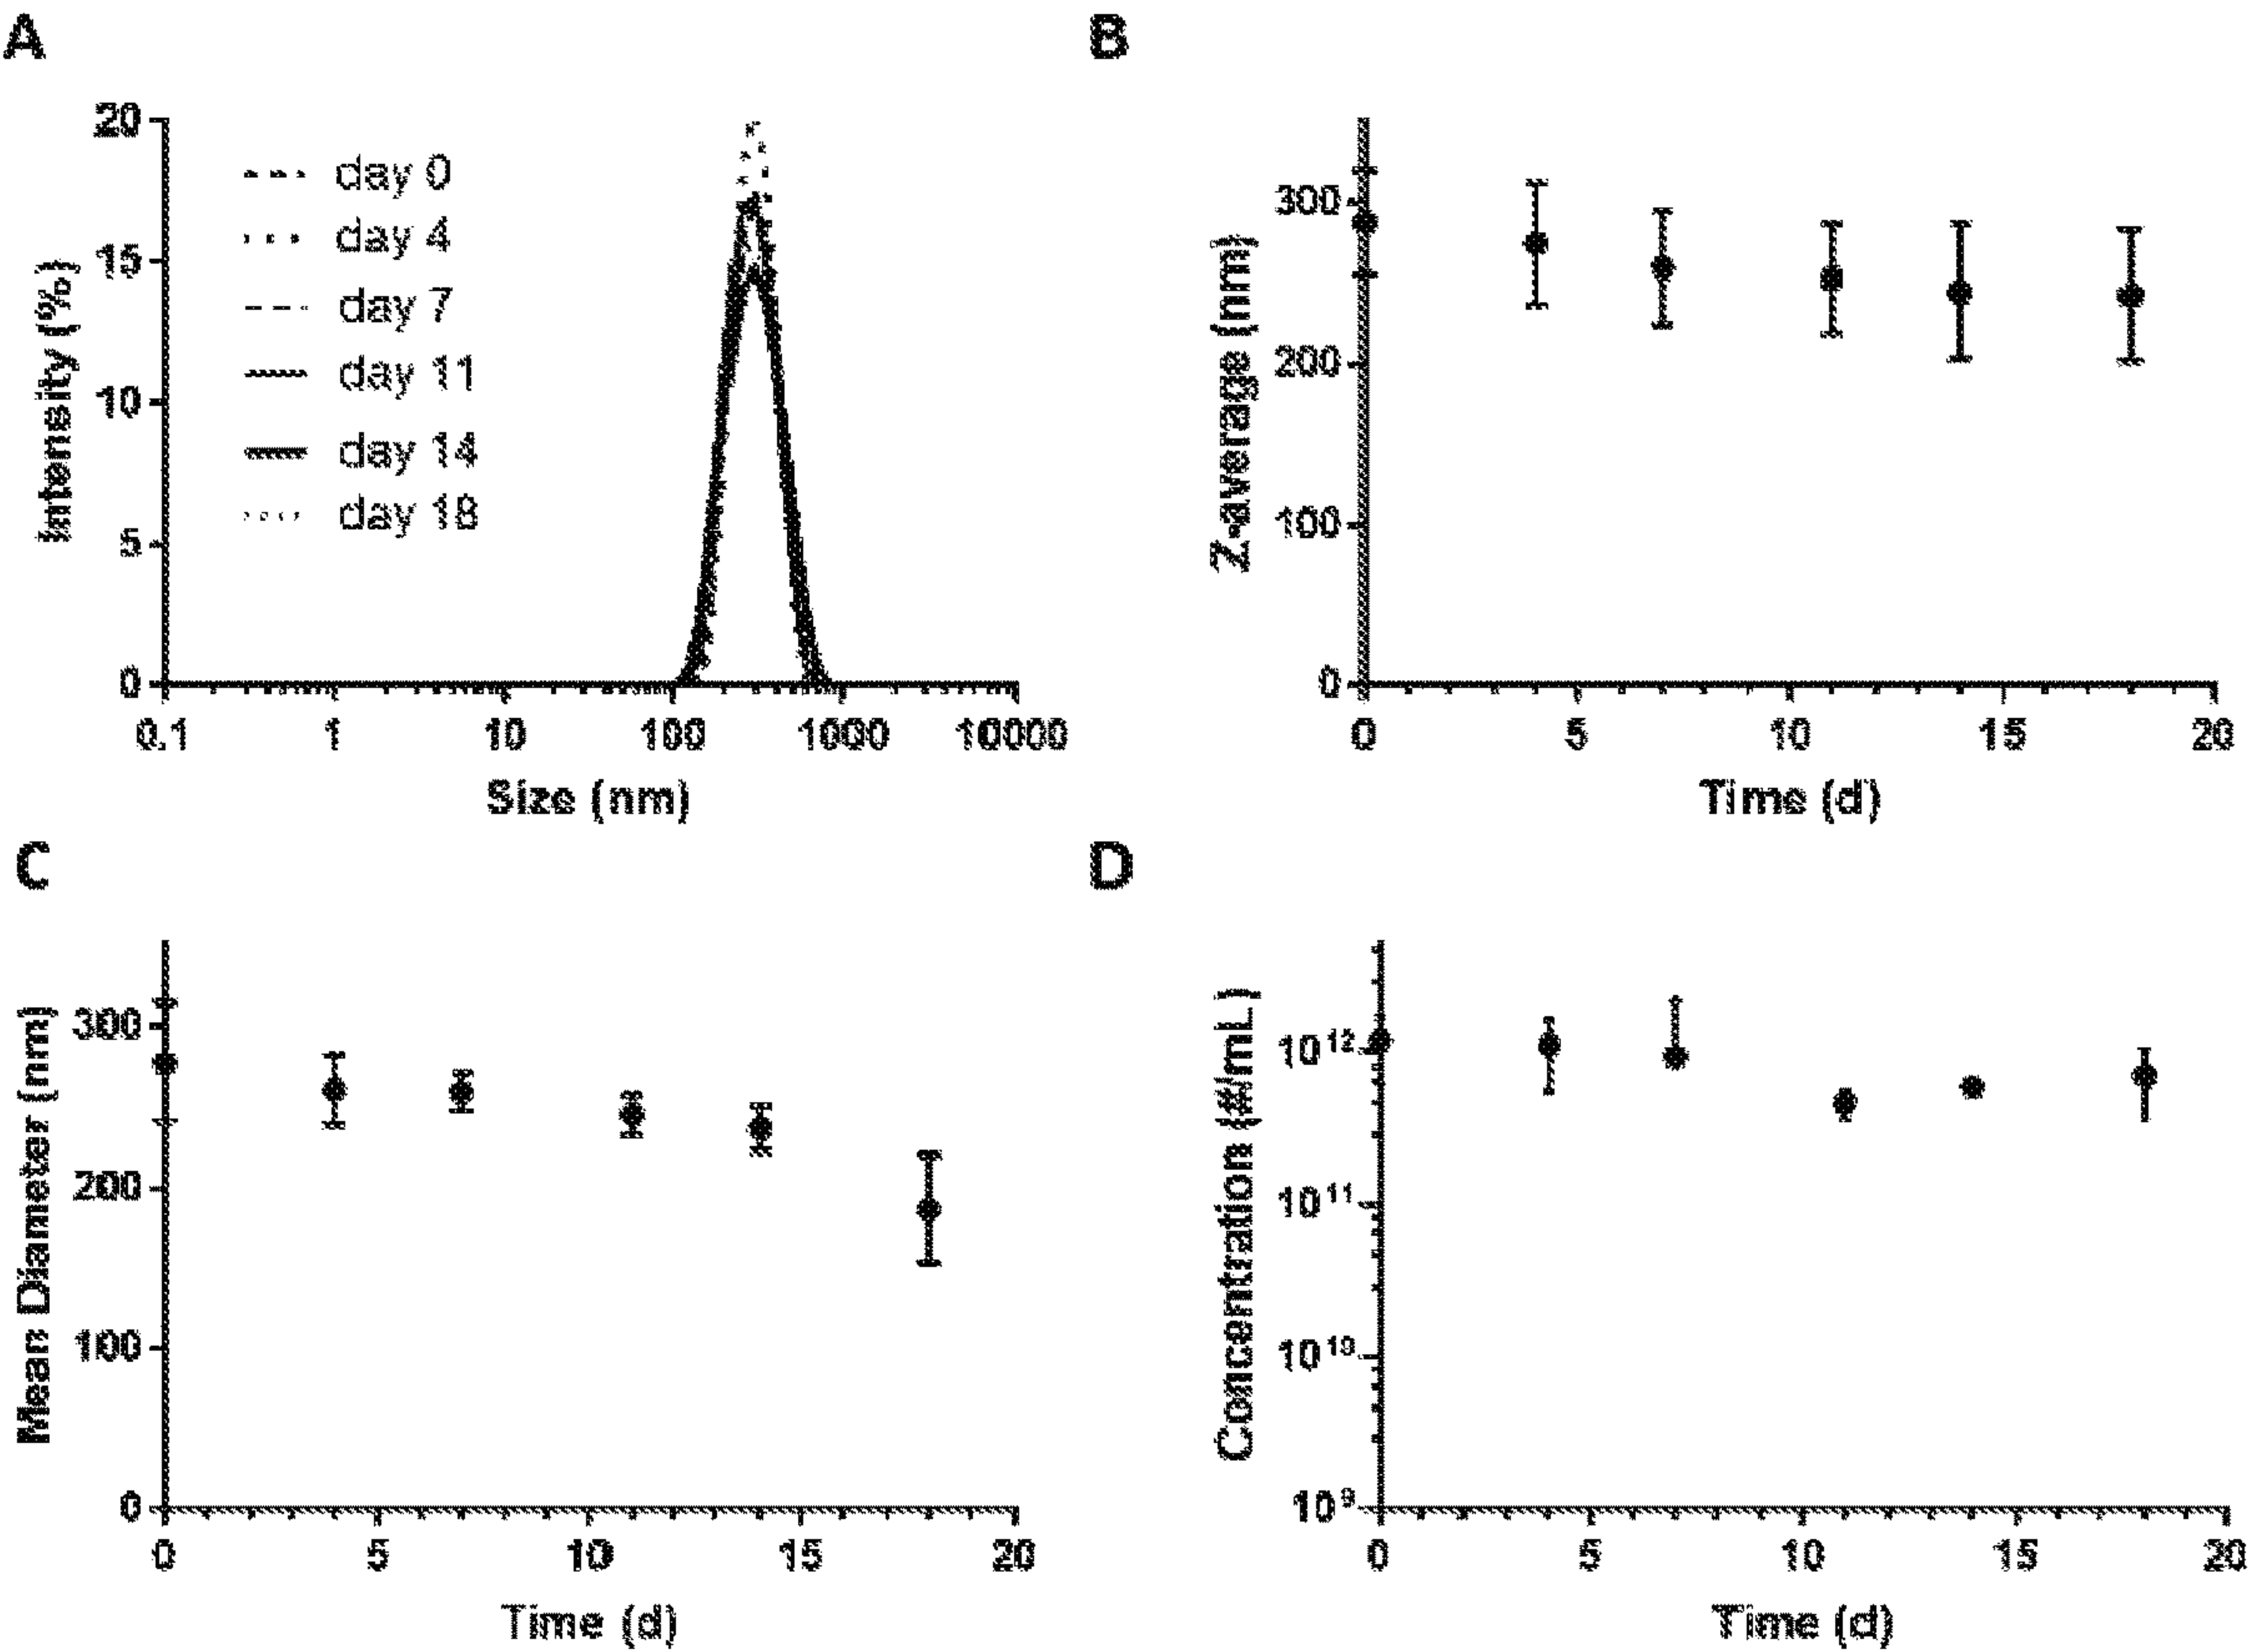 A
20
15
10
5
0
Intensity (%)
day 0
day 4
day 7
day 11
day 14
day 18
0.1 1 10 100 1000 10000
Size (nm)
B
300
200
100
0
Z-average (nm)
0 5 10 15 20
Time (d)
C
300
200
100
0
Mean Diameter (nm)
0 5 10 15 20
Time (d)
D
10¹²
10¹¹
10¹⁰
10⁹
Concentration (#/mL)
0 5 10 15 20
Time (d)